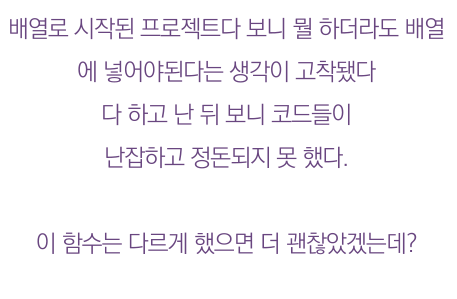 배열로 시작된 프로젝트다 보니 뭘 하더라도 배열
에 넣어야된다는 생각이 고착됐다
다 하고 난 뒤 보니 코드들이
난잡하고 정돈되지 못 했다.
이 함수는 다르게 했으면 더 괜찮았겠는데?